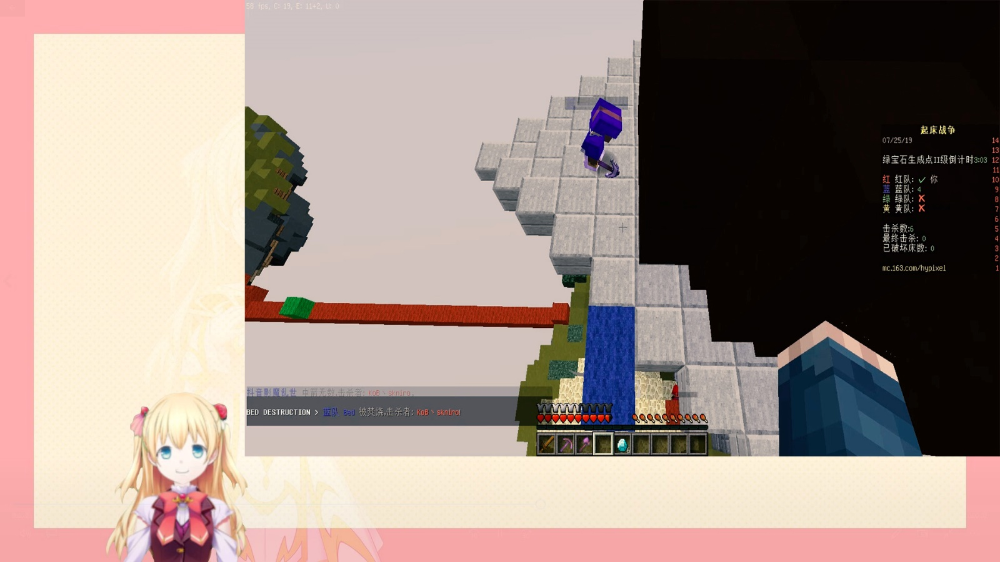 58 fps, C: 19, E: 11+2, U: 0
起床战争
07/25/19 14
13
绿宝石生成点II级倒计时3:03 12
11
红 红队: ✓ 你 10
蓝 蓝队: 4 9
绿 绿队: ✗ 8
黄 黄队: ✗ 7
6
击杀数:6 5
最终击杀: 0 4
已破坏床数: 0 3
2
mc.163.com/hypixel 1
抖音影魔乱世 中箭无数,击杀者: KoB丶skniro。
BED DESTRUCTION > 蓝队 Bed 被焚烧,击杀者: KoB丶skniro!
6